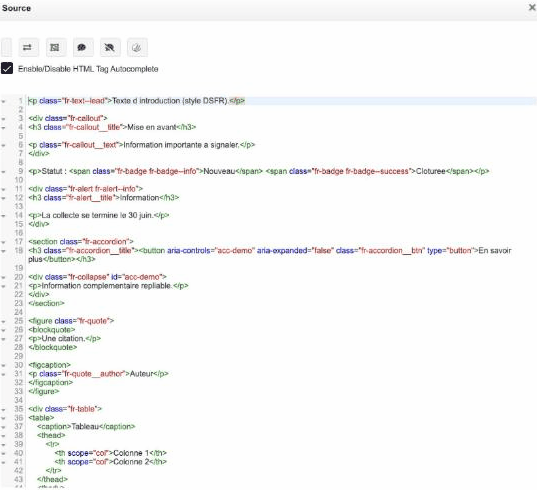 Source
Enable/Disable HTML Tag Autocomplete
1 <p class="fr-text--lead">Texte d introduction (style DSFR).</p>
2
3 <div class="fr-callout">
4 <h3 class="fr-callout__title">Mise en avant</h3>
5
6 <p class="fr-callout__text">Information importante a signaler.</p>
7 </div>
8
9 <p>Statut : <span class="fr-badge fr-badge--info">Nouveau</span> <span class="fr-badge fr-badge--success">Cloturee</span></p>
10
11 <div class="fr-alert fr-alert--info">
12 <h3 class="fr-alert__title">Information</h3>
13
14 <p>La collecte se termine le 30 juin.</p>
15 </div>
16
17 <section class="fr-accordion">
18 <h3 class="fr-accordion__title"><button aria-controls="acc-demo" aria-expanded="false" class="fr-accordion__btn" type="button">En savoir
plus</button></h3>
19
20 <div class="fr-collapse" id="acc-demo">
21 <p>Information complementaire repliable.</p>
22 </div>
23 </section>
24
25 <figure class="fr-quote">
26 <blockquote>
27 <p>Une citation.</p>
28 </blockquote>
29
30 <figcaption>
31 <p class="fr-quote__author">Auteur</p>
32 </figcaption>
33 </figure>
34
35 <div class="fr-table">
36 <table>
37 <caption>Tableau</caption>
38 <thead>
39 <tr>
40 <th scope="col">Colonne 1</th>
41 <th scope="col">Colonne 2</th>
42 </tr>
43 </thead>
44 <tbody>